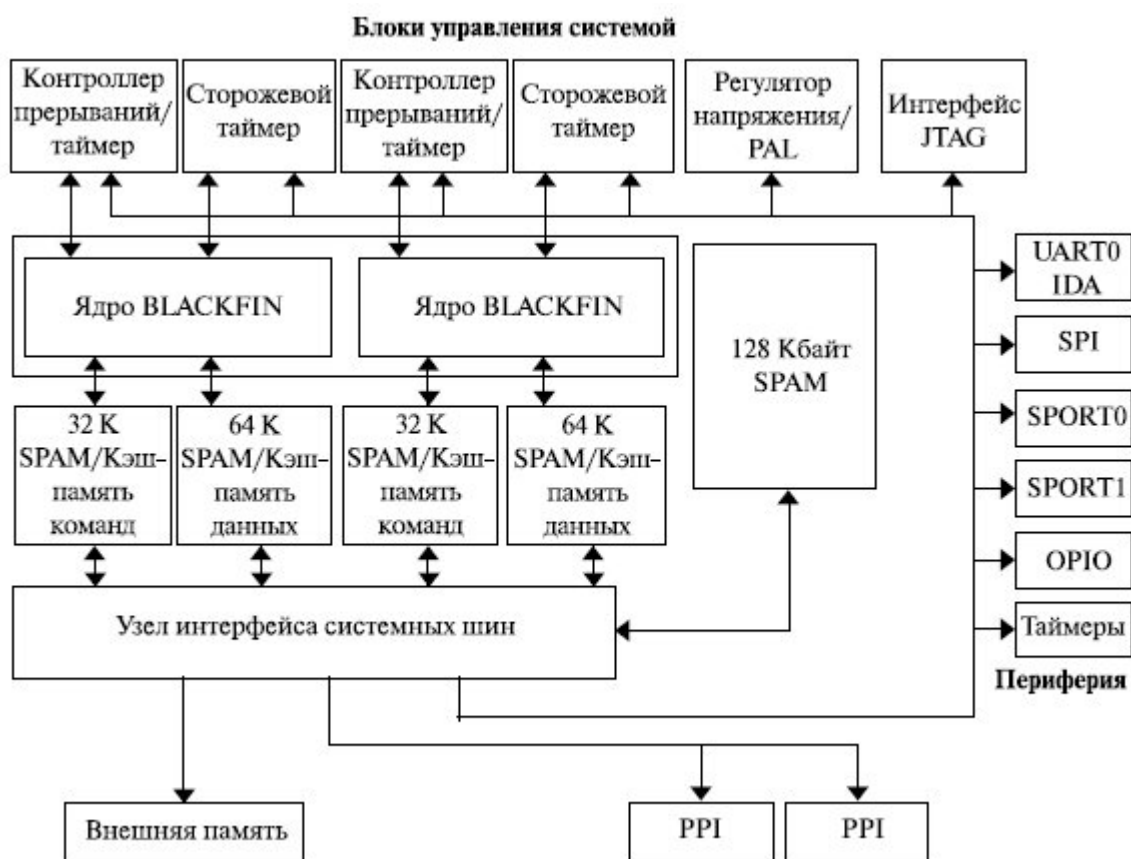 Блоки управления системой
Контроллер
прерываний/
таймер
Сторожевой
таймер
Контроллер
прерываний/
таймер
Сторожевой
таймер
Регулятор
напряжения/
PAL
Интерфейс
JTAG
Ядро BLACKFIN
Ядро BLACKFIN
128 Кбайт
SPAM
UART0
IDA
SPI
SPORT0
SPORT1
OPIO
Таймеры
Периферия
32 K
SPAM/Кэш-
память
команд
64 K
SPAM/Кэш-
память
данных
32 K
SPAM/Кэш-
память
команд
64 K
SPAM/Кэш-
память
данных
Узел интерфейса системных шин
Внешняя память
PPI
PPI